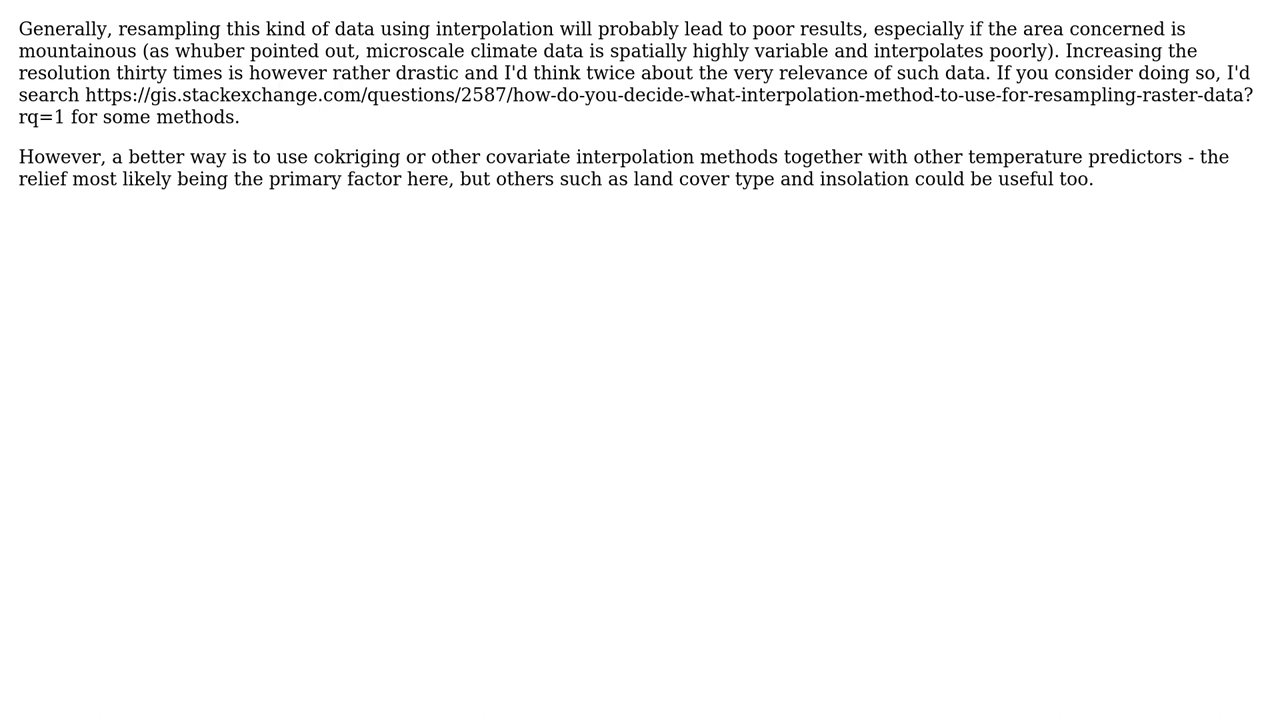 Generally, resampling this kind of data using interpolation will probably lead to poor results, especially if the area concerned is
mountainous (as whuber pointed out, microscale climate data is spatially highly variable and interpolates poorly). Increasing the
resolution thirty times is however rather drastic and I'd think twice about the very relevance of such data. If you consider doing so, I'd
search https://gis.stackexchange.com/questions/2587/how-do-you-decide-what-interpolation-method-to-use-for-resampling-raster-data?
rq=1 for some methods.
However, a better way is to use cokriging or other covariate interpolation methods together with other temperature predictors - the
relief most likely being the primary factor here, but others such as land cover type and insolation could be useful too.